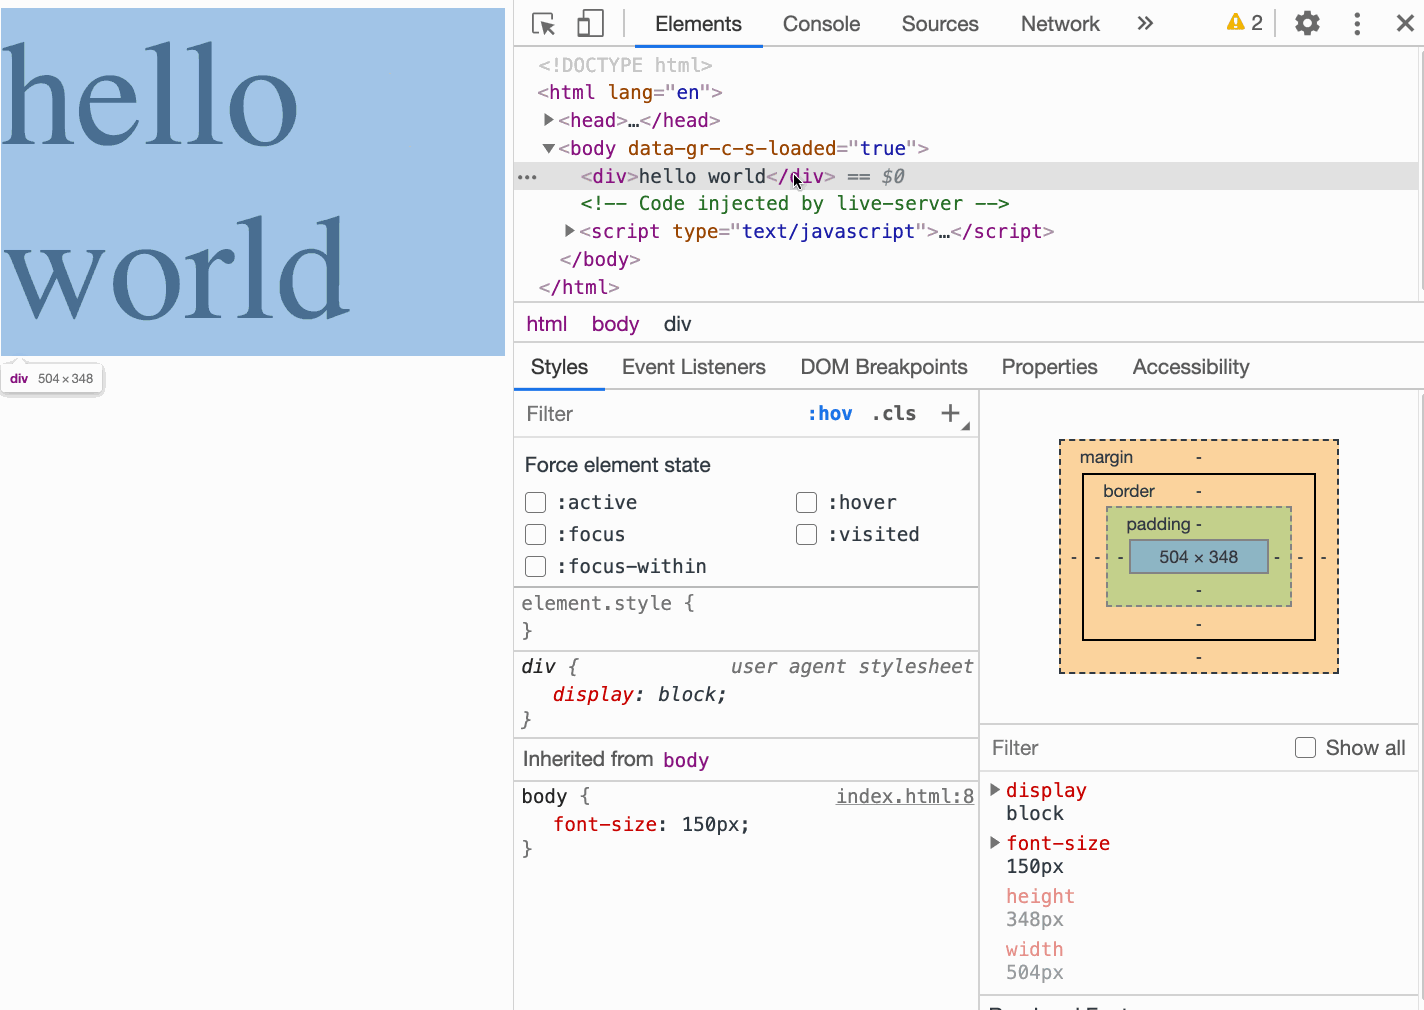 hello
world
div 504 × 348
Elements Console Sources Network » 2
<!DOCTYPE html>
<html lang="en">
<head>…</head>
<body data-gr-c-s-loaded="true">
<div>hello world</div> == $0
<!-- Code injected by live-server -->
<script type="text/javascript">…</script>
</body>
</html>
html body div
Styles Event Listeners DOM Breakpoints Properties Accessibility
Filter :hov .cls +
Force element state
:active :hover
:focus :visited
:focus-within
element.style {
}
div { user agent stylesheet
display: block;
}
Inherited from body
body { index.html:8
font-size: 150px;
}
margin -
border -
padding -
- - - 504 × 348 - - -
-
-
-
Filter Show all
display
block
font-size
150px
height
348px
width
504px